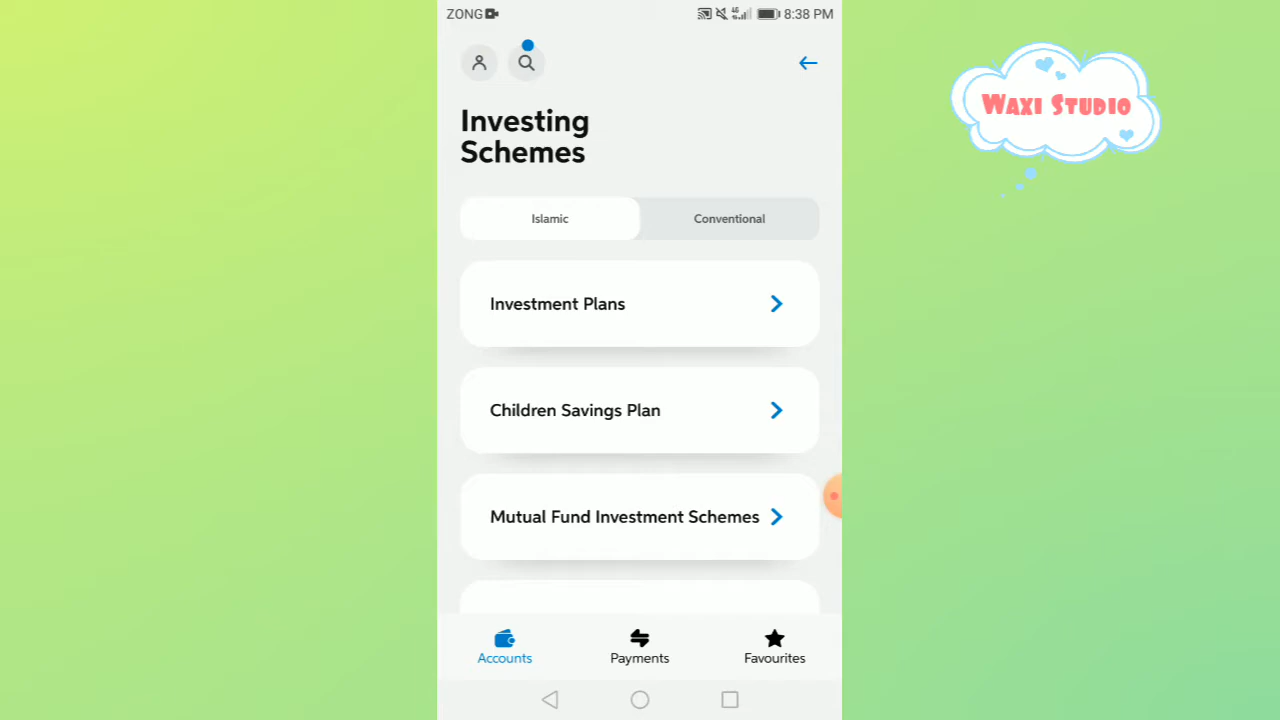 ZONG
4G
8:38 PM
Waxi Studio
Investing
Schemes
Islamic
Conventional
Investment Plans
Children Savings Plan
Mutual Fund Investment Schemes
Accounts
Payments
Favourites